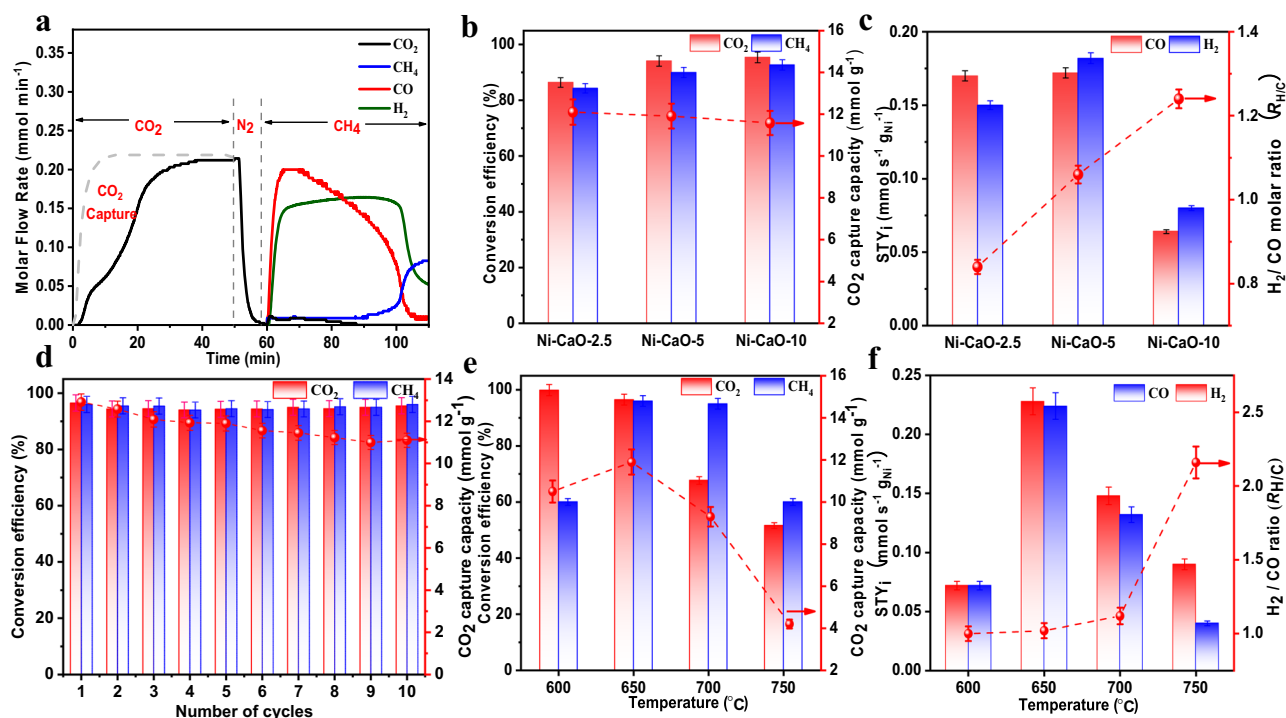 a
Molar Flow Rate (mmol min⁻¹)
0.35
0.30
0.25
0.20
0.15
0.10
0.05
0.00
CO₂
CH₄
CO
H₂
CO₂
N₂
CH₄
CO₂
Capture
0 20 40 60 80 100
Time (min)
b
Conversion efficiency (%)
100
80
60
40
20
0
CO₂ CH₄
16
14
12
10
8
6
4
2
CO₂ capture capacity (mmol g⁻¹)
Ni-CaO-2.5 Ni-CaO-5 Ni-CaO-10
c
STYᵢ (mmol s⁻¹ gNi⁻¹)
0.20
0.15
0.10
0.05
0.00
CO H₂
1.4
1.2
1.0
0.8
H₂/ CO molar ratio (RH/C)
Ni-CaO-2.5 Ni-CaO-5 Ni-CaO-10
d
Conversion efficiency (%)
100
80
60
40
20
0
CO₂ CH₄
14
13
12
11
10
9
8
7
6
5
4
3
2
CO₂ capture capacity (mmol g⁻¹)
1 2 3 4 5 6 7 8 9 10
Number of cycles
e
Conversion efficiency (%)
100
80
60
40
20
0
CO₂ CH₄
16
14
12
10
8
6
4
2
CO₂ capture capacity (mmol g⁻¹)
600 650 700 750
Temperature (°C)
f
STYᵢ (mmol s⁻¹ gNi⁻¹)
0.25
0.20
0.15
0.10
0.05
0.00
CO H₂
2.5
2.0
1.5
1.0
H₂ / CO ratio (RH/C)
600 650 700 750
Temperature (°C)